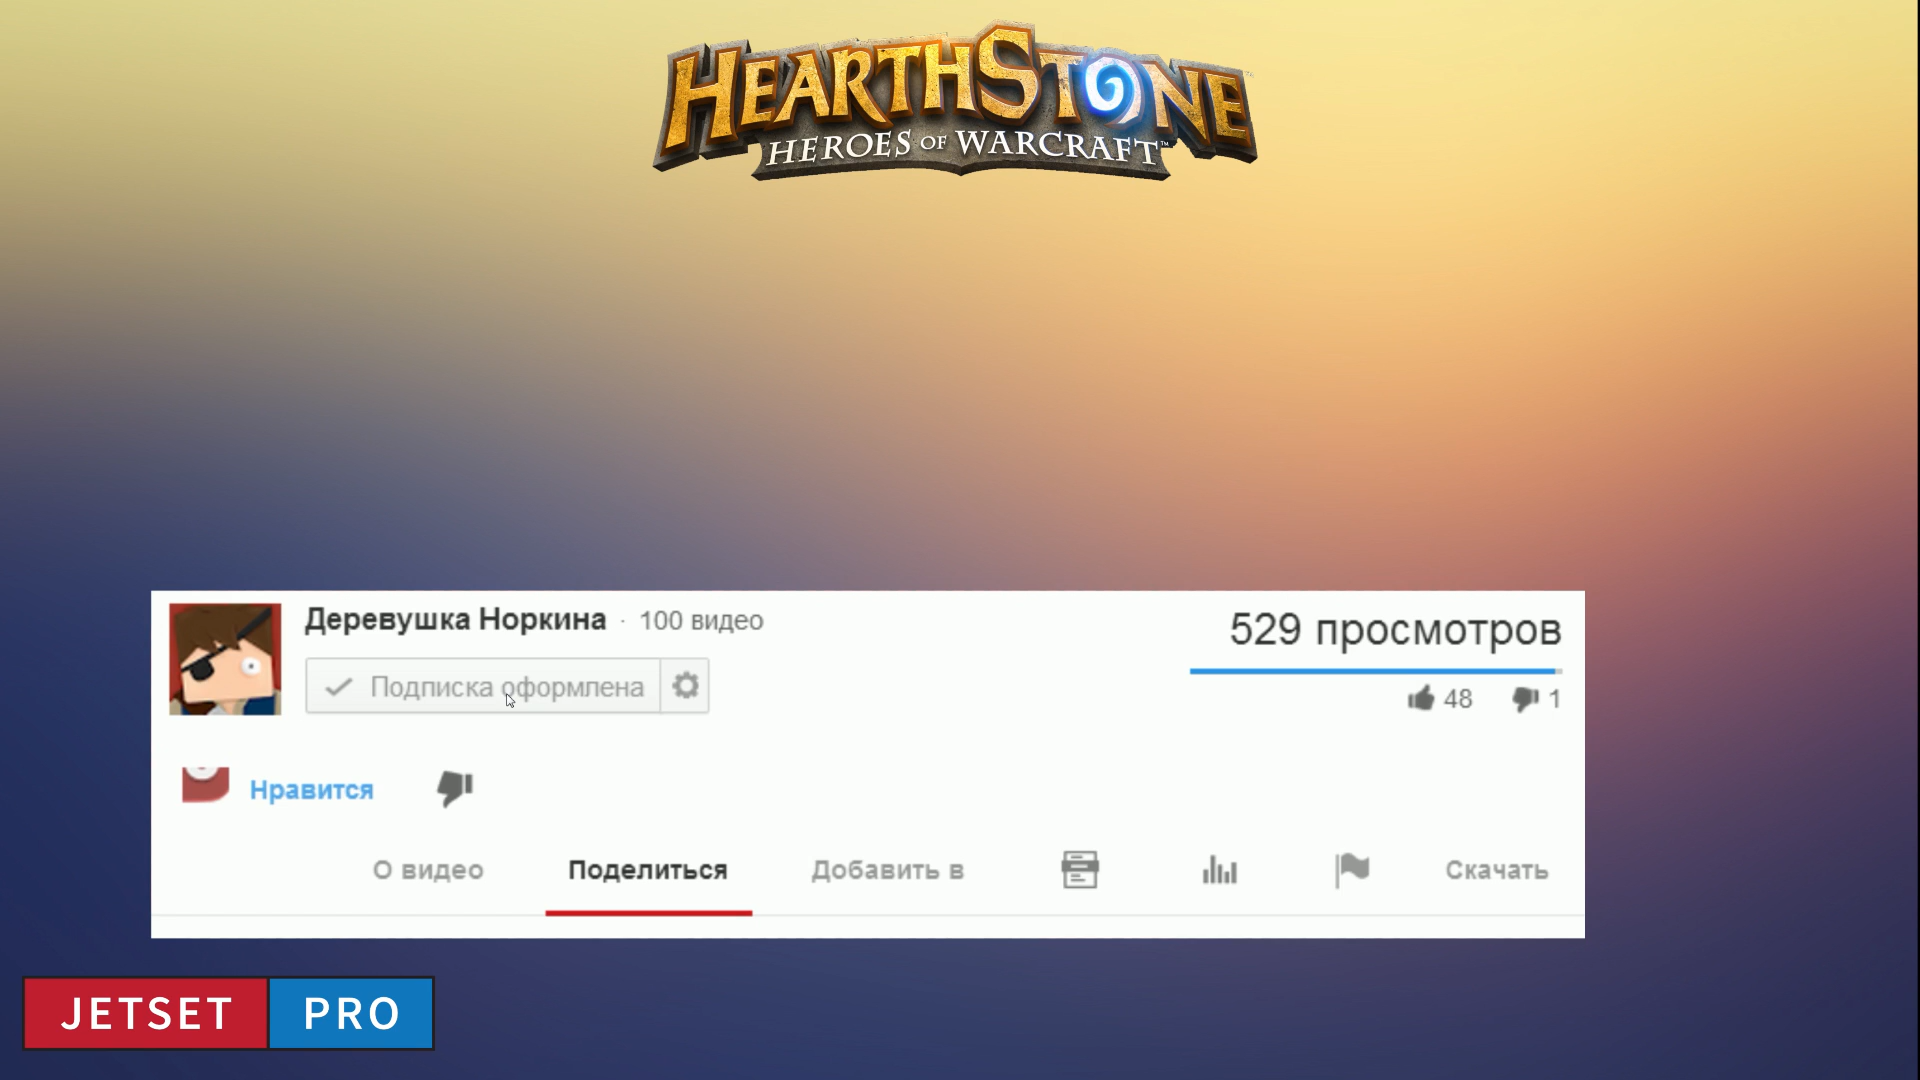 HEARTHSTONE
HEROES OF WARCRAFT™
Деревушка Норкина · 100 видео
529 просмотров
Подписка оформлена
48 1
Нравится
О видео Поделиться Добавить в Скачать
JETSET PRO